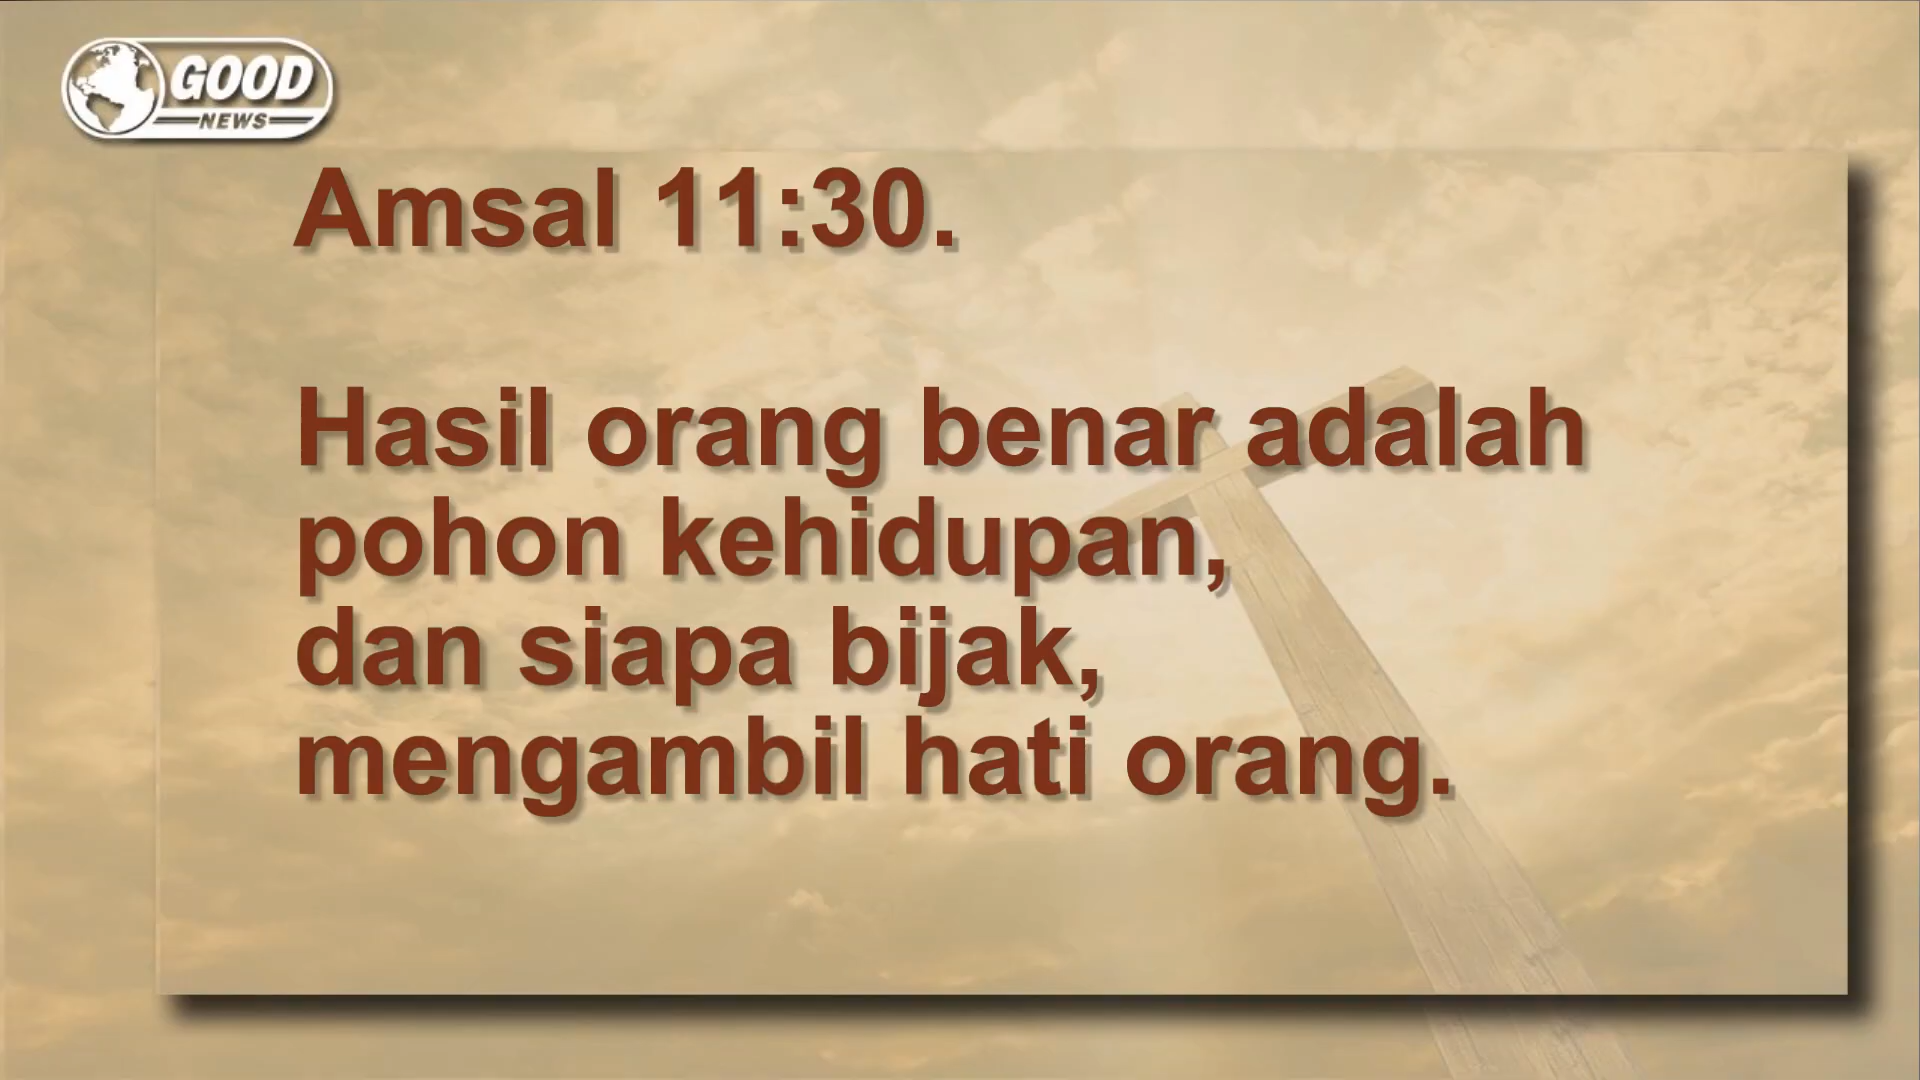 GOOD
NEWS
Amsal 11:30.
Hasil orang benar adalah
pohon kehidupan,
dan siapa bijak,
mengambil hati orang.